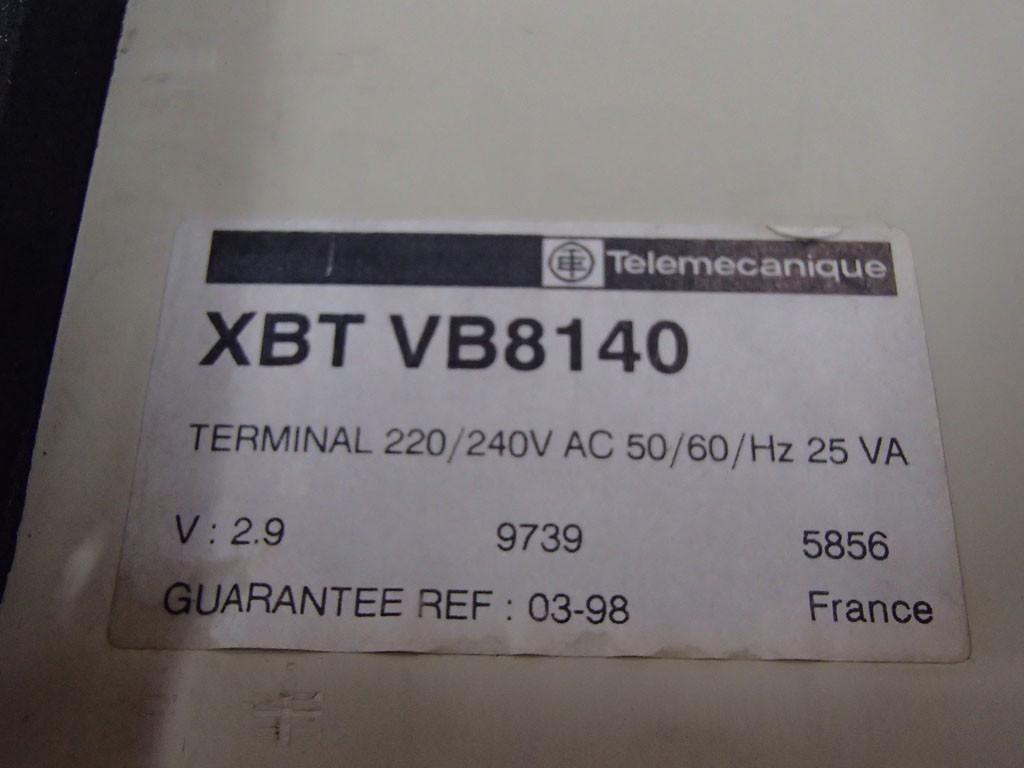 Telemecanique
XBT VB8140
TERMINAL 220/240V AC 50/60/Hz 25 VA
V : 2.9 9739 5856
GUARANTEE REF : 03-98 France